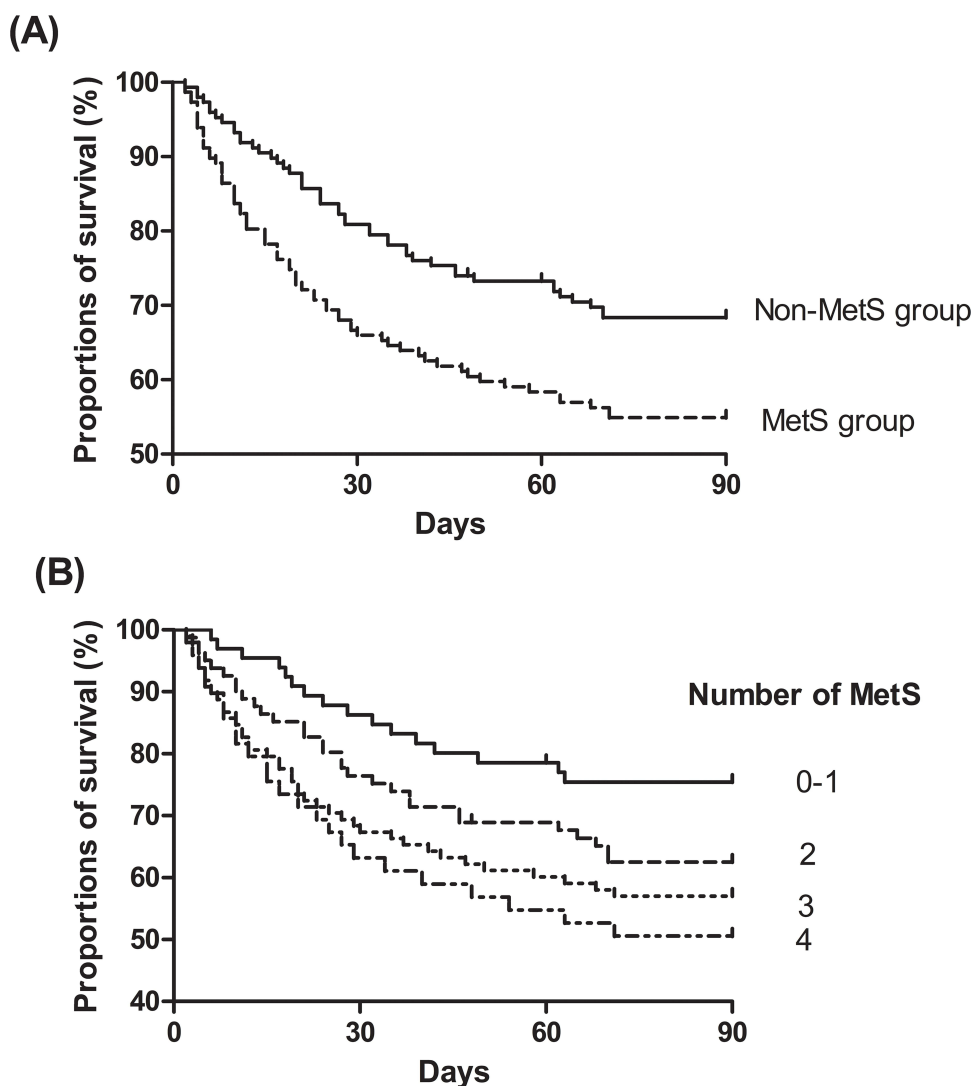 (A)
Proportions of survival (%)
100
90
80
70
60
50
0 30 60 90
Days
Non-MetS group
MetS group
(B)
Proportions of survival (%)
100
90
80
70
60
50
40
0 30 60 90
Days
Number of MetS
0-1
2
3
4